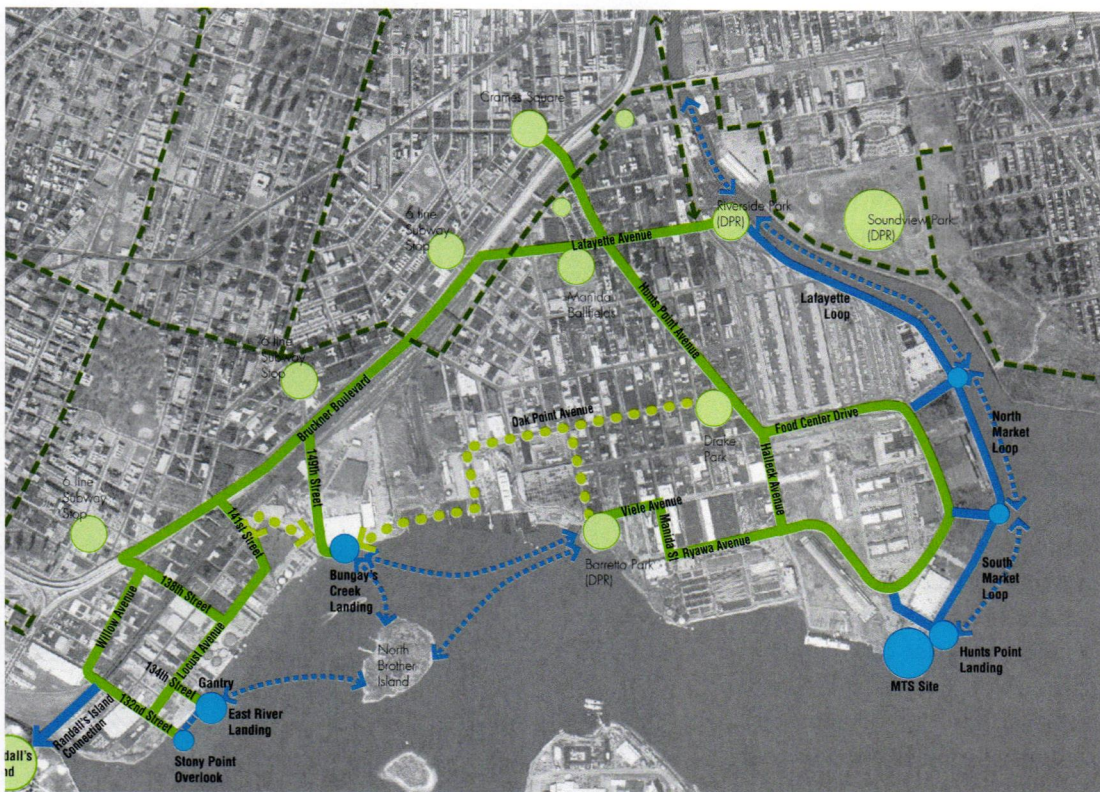 Crames Square
6 line
Subway
Stop
Riverside Park
(DPR)
Soundview Park
(DPR)
Lafayette Avenue
Manida
Ballfields
Hunts Point Avenue
Lafayette
Loop
6 line
Subway
Stop
Bruckner Boulevard
Oak Point Avenue
Drake
Park
Food Center Drive
North
Market
Loop
149th Street
Halleck Avenue
6 line
Subway
Stop
141st Street
Viele Avenue
Manida St
Ryawa Avenue
Barretto Park
(DPR)
Bungay's
Creek
Landing
South
Market
Loop
138th Street
Willow Avenue
Locust Avenue
North
Brother
Island
Hunts Point
Landing
MTS Site
134th Street
Gantry
132nd Street
East River
Landing
Randall's Island
Connection
Stony Point
Overlook
dall's
nd